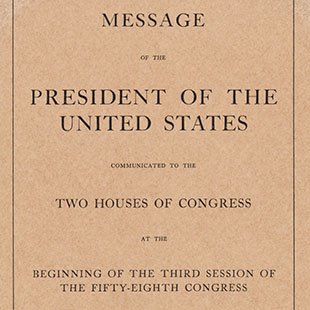 MESSAGE
OF THE
PRESIDENT OF THE
UNITED STATES
COMMUNICATED TO THE
TWO HOUSES OF CONGRESS
AT THE
BEGINNING OF THE THIRD SESSION OF
THE FIFTY-EIGHTH CONGRESS